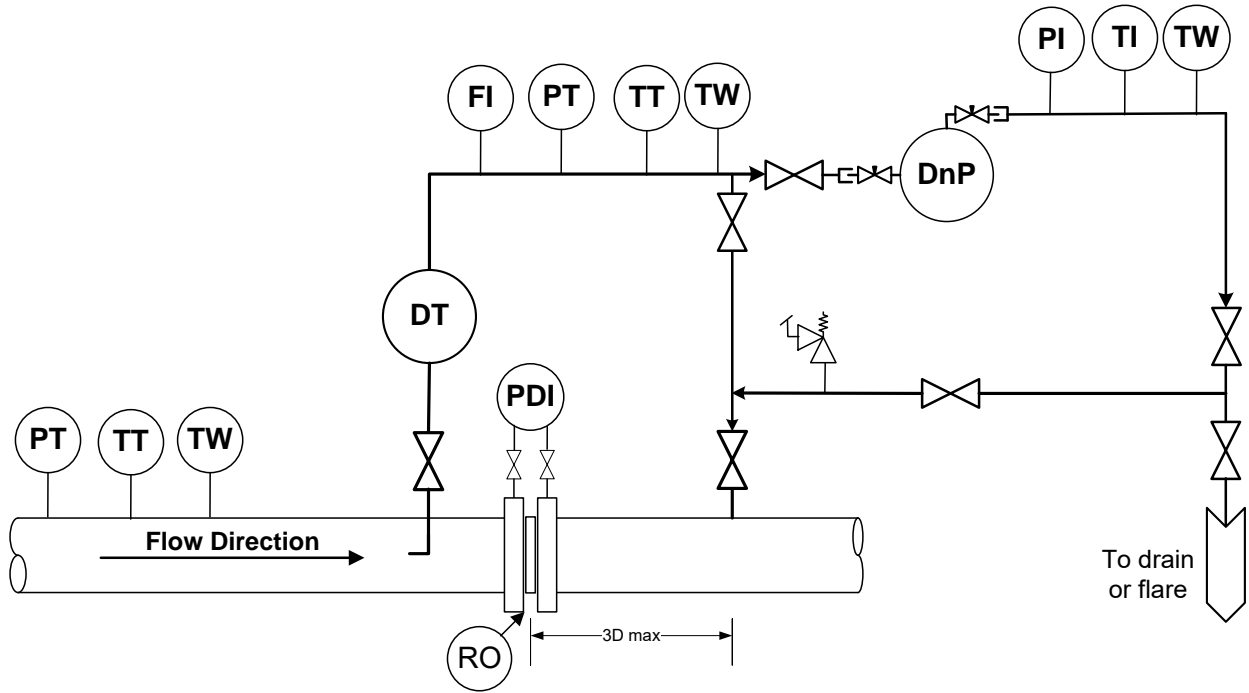 PI TI TW
FI PT TT TW
DnP
DT
PDI
PT TT TW
Flow Direction
To drain
or flare
3D max
RO